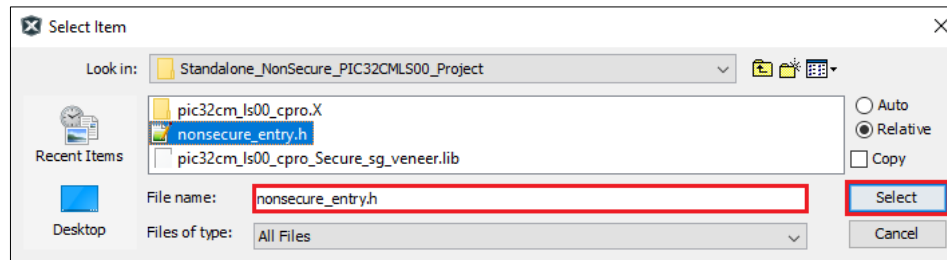 Select Item
Look in: Standalone_NonSecure_PIC32CMLS00_Project
pic32cm_ls00_cpro.X
nonsecure_entry.h
pic32cm_ls00_cpro_Secure_sg_veneer.lib
Auto
Relative
Copy
Recent Items
Desktop
File name: nonsecure_entry.h
Select
Files of type: All Files
Cancel